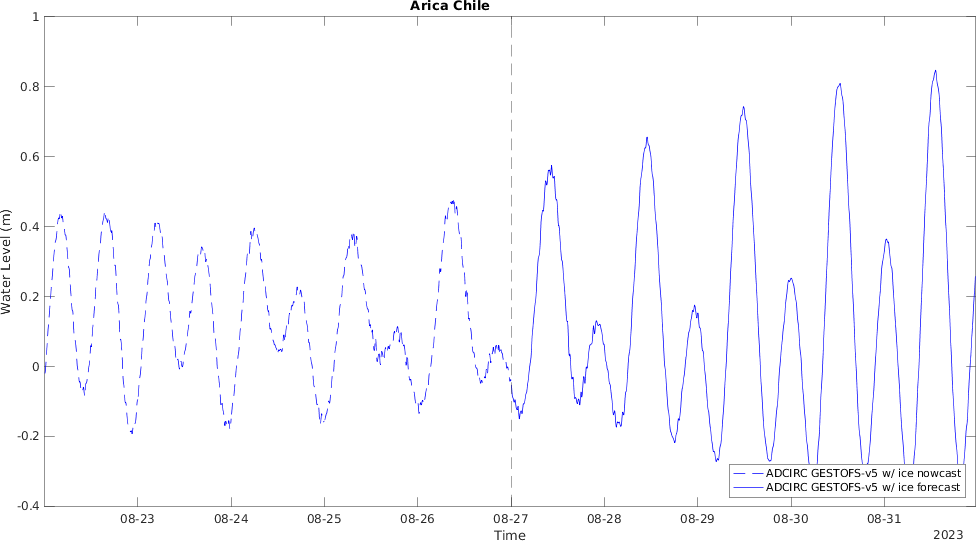 Arica Chile
1
0.8
0.6
0.4
0.2
0
-0.2
-0.4
Water Level (m)
ADCIRC GESTOFS-v5 w/ ice nowcast
ADCIRC GESTOFS-v5 w/ ice forecast
08-23 08-24 08-25 08-26 08-27 08-28 08-29 08-30 08-31
Time
2023